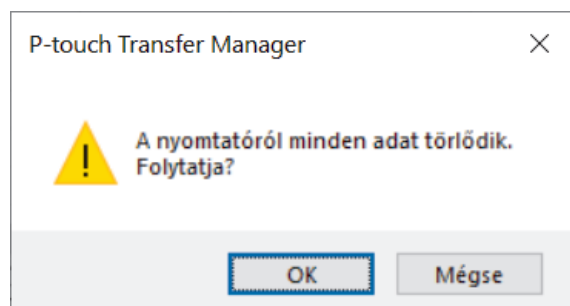 P-touch Transfer Manager
A nyomtatóról minden adat törlődik.
Folytatja?
OK
Mégse